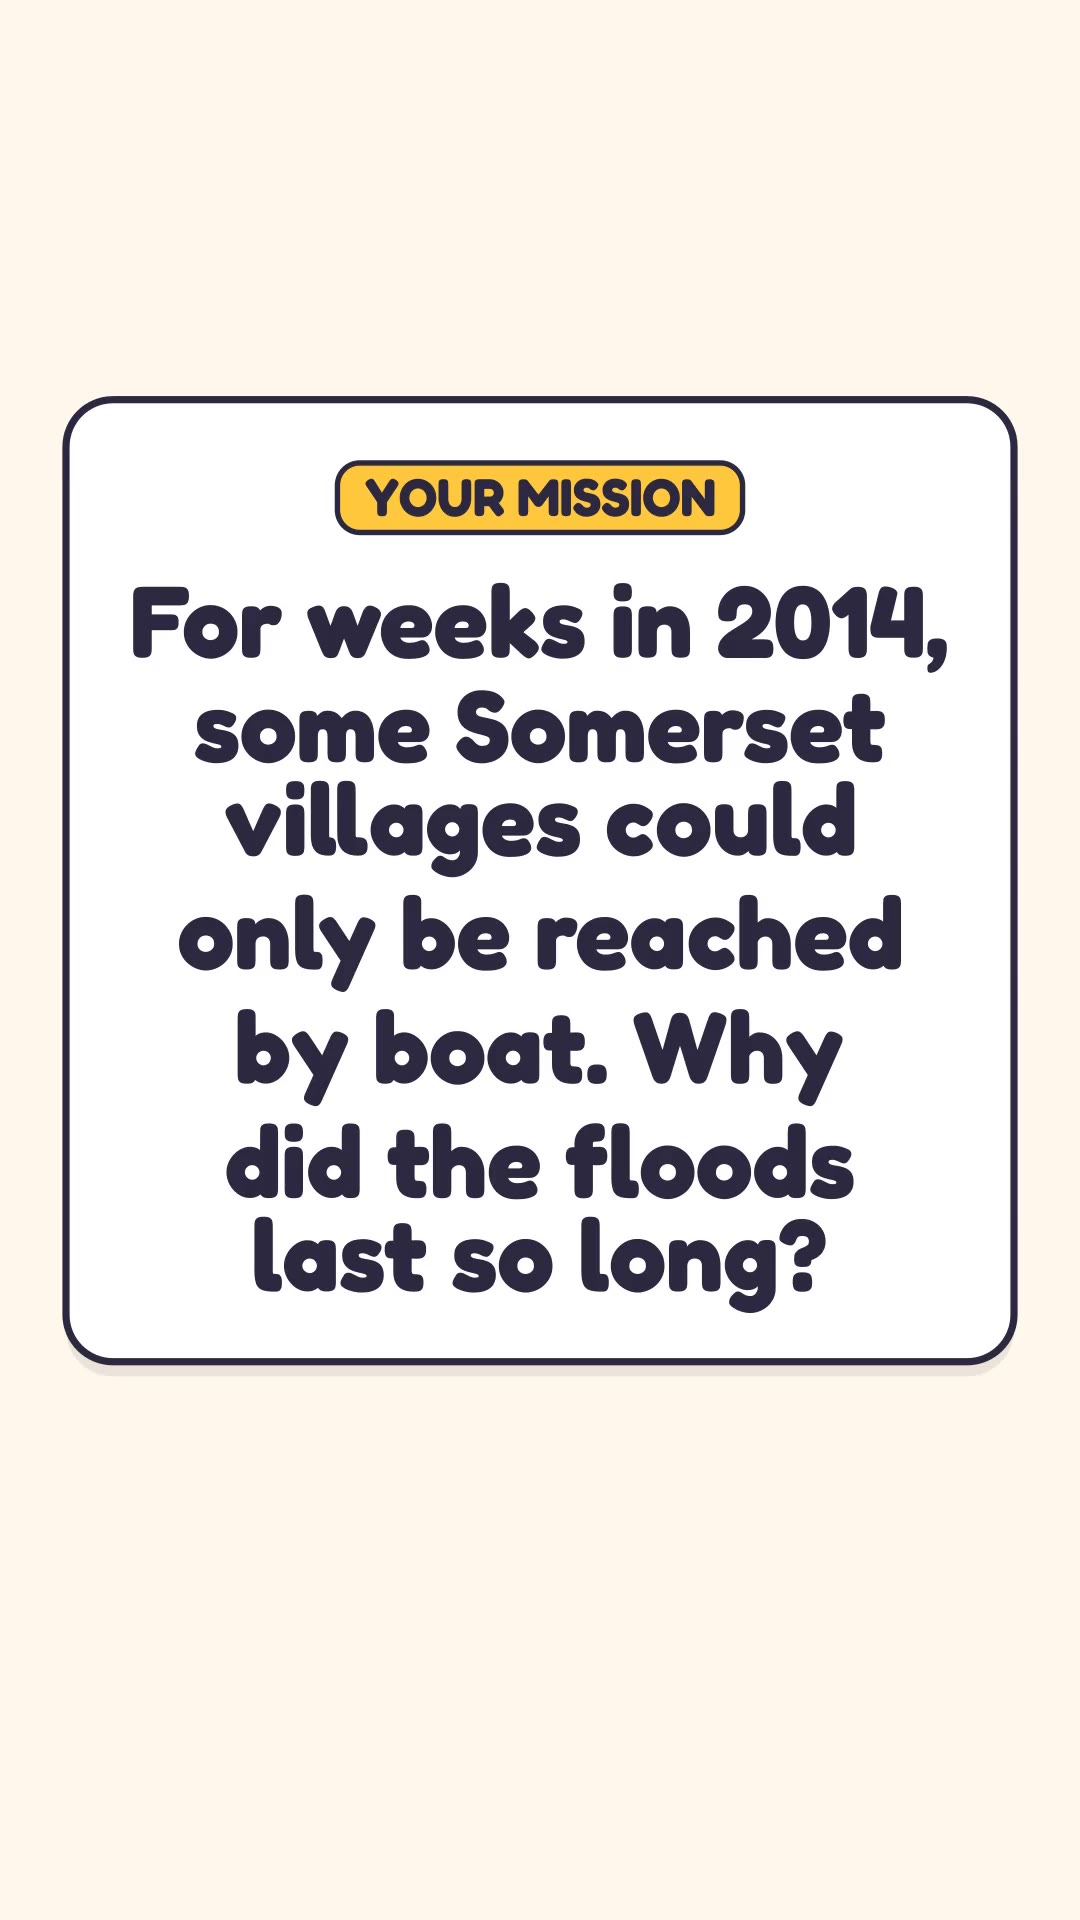 YOUR MISSION
For weeks in 2014,
some Somerset
villages could
only be reached
by boat. Why
did the floods
last so long?